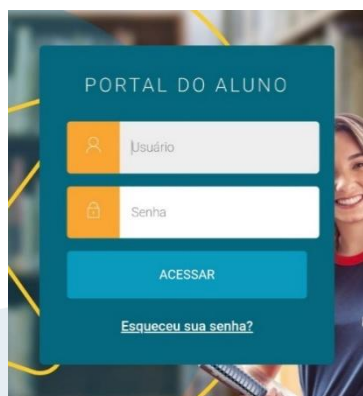 PORTAL DO ALUNO
Usuário
Senha
ACESSAR
Esqueceu sua senha?